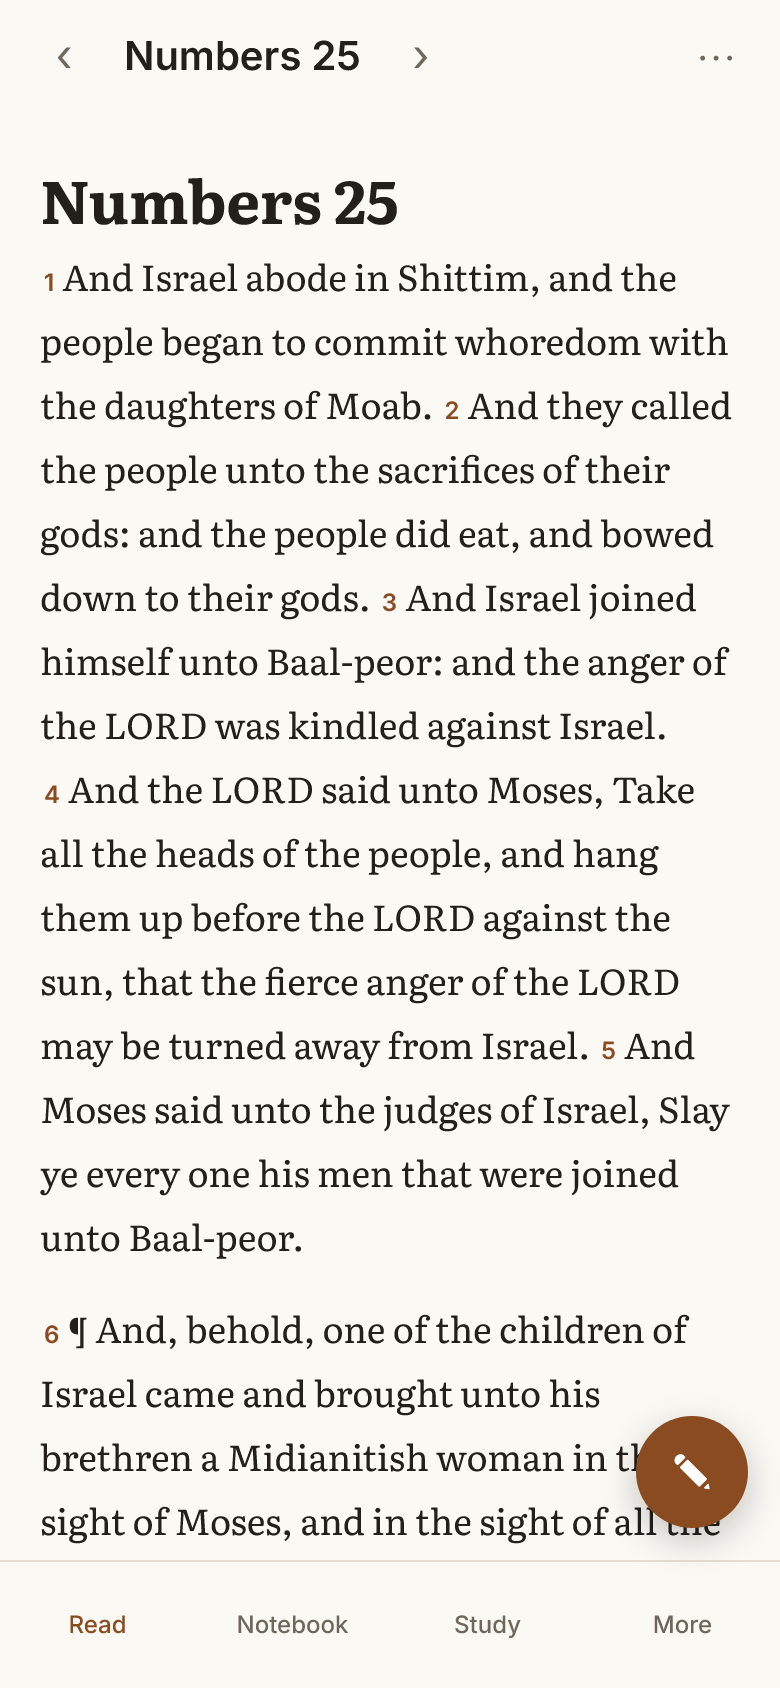 ‹ Numbers 25 › ...
Numbers 25
1 And Israel abode in Shittim, and the
people began to commit whoredom with
the daughters of Moab. 2 And they called
the people unto the sacrifices of their
gods: and the people did eat, and bowed
down to their gods. 3 And Israel joined
himself unto Baal-peor: and the anger of
the LORD was kindled against Israel.
4 And the LORD said unto Moses, Take
all the heads of the people, and hang
them up before the LORD against the
sun, that the fierce anger of the LORD
may be turned away from Israel. 5 And
Moses said unto the judges of Israel, Slay
ye every one his men that were joined
unto Baal-peor.
6 ¶ And, behold, one of the children of
Israel came and brought unto his
brethren a Midianitish woman in
sight of Moses, and in the sight of all the
Read Notebook Study More